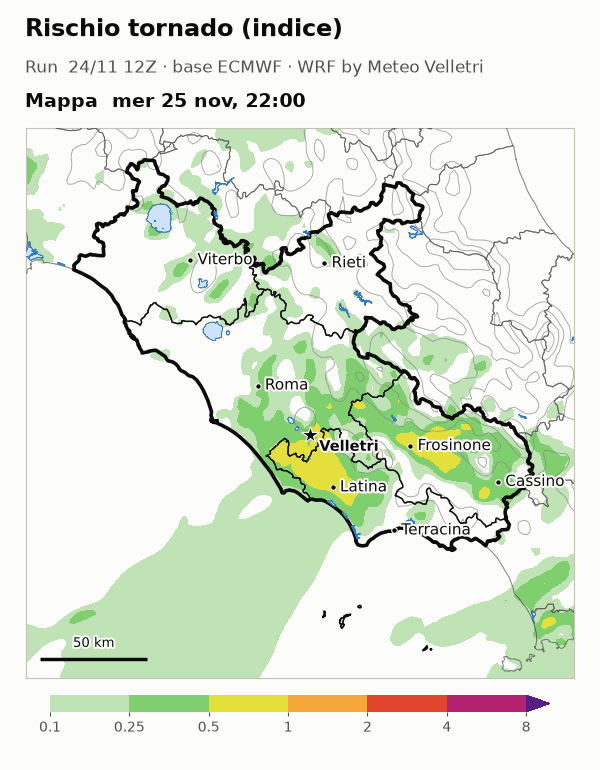 Rischio tornado (indice)
Run  24/11 12Z · base ECMWF · WRF by Meteo Velletri
Mappa  mer 25 nov, 22:00
Viterbo
Rieti
Roma
Velletri
Frosinone
Latina
Cassino
Terracina
50 km
0.1 0.25 0.5 1 2 4 8